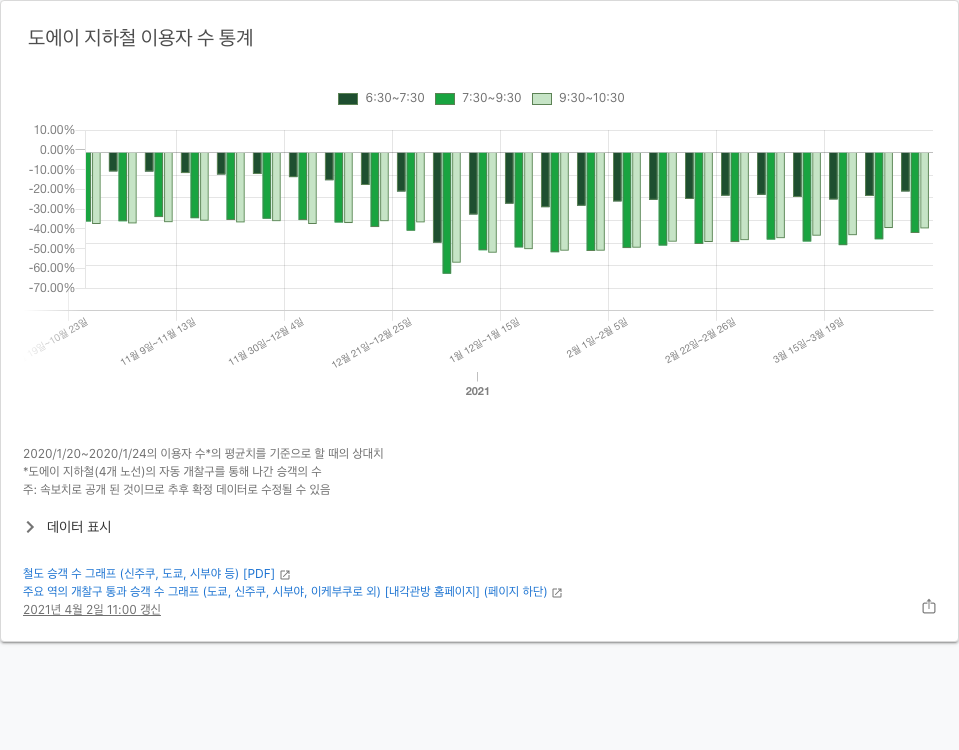 도에이 지하철 이용자 수 통계
6:30~7:30 7:30~9:30 9:30~10:30
10.00%
0.00%
-10.00%
-20.00%
-30.00%
-40.00%
-50.00%
-60.00%
-70.00%
19일~10월 23일
11월 9일~11월 13일
11월 30일~12월 4일
12월 21일~12월 25일
1월 12일~1월 15일
2월 1일~2월 5일
2월 22일~2월 26일
3월 15일~3월 19일
2021
2020/1/20~2020/1/24의 이용자 수*의 평균치를 기준으로 할 때의 상대치
*도에이 지하철(4개 노선)의 자동 개찰구를 통해 나간 승객의 수
주: 속보치로 공개 된 것이므로 추후 확정 데이터로 수정될 수 있음
데이터 표시
철도 승객 수 그래프 (신주쿠, 도쿄, 시부야 등) [PDF]
주요 역의 개찰구 통과 승객 수 그래프 (도쿄, 신주쿠, 시부야, 이케부쿠로 외) [내각관방 홈페이지] (페이지 하단)
2021년 4월 2일 11:00 갱신